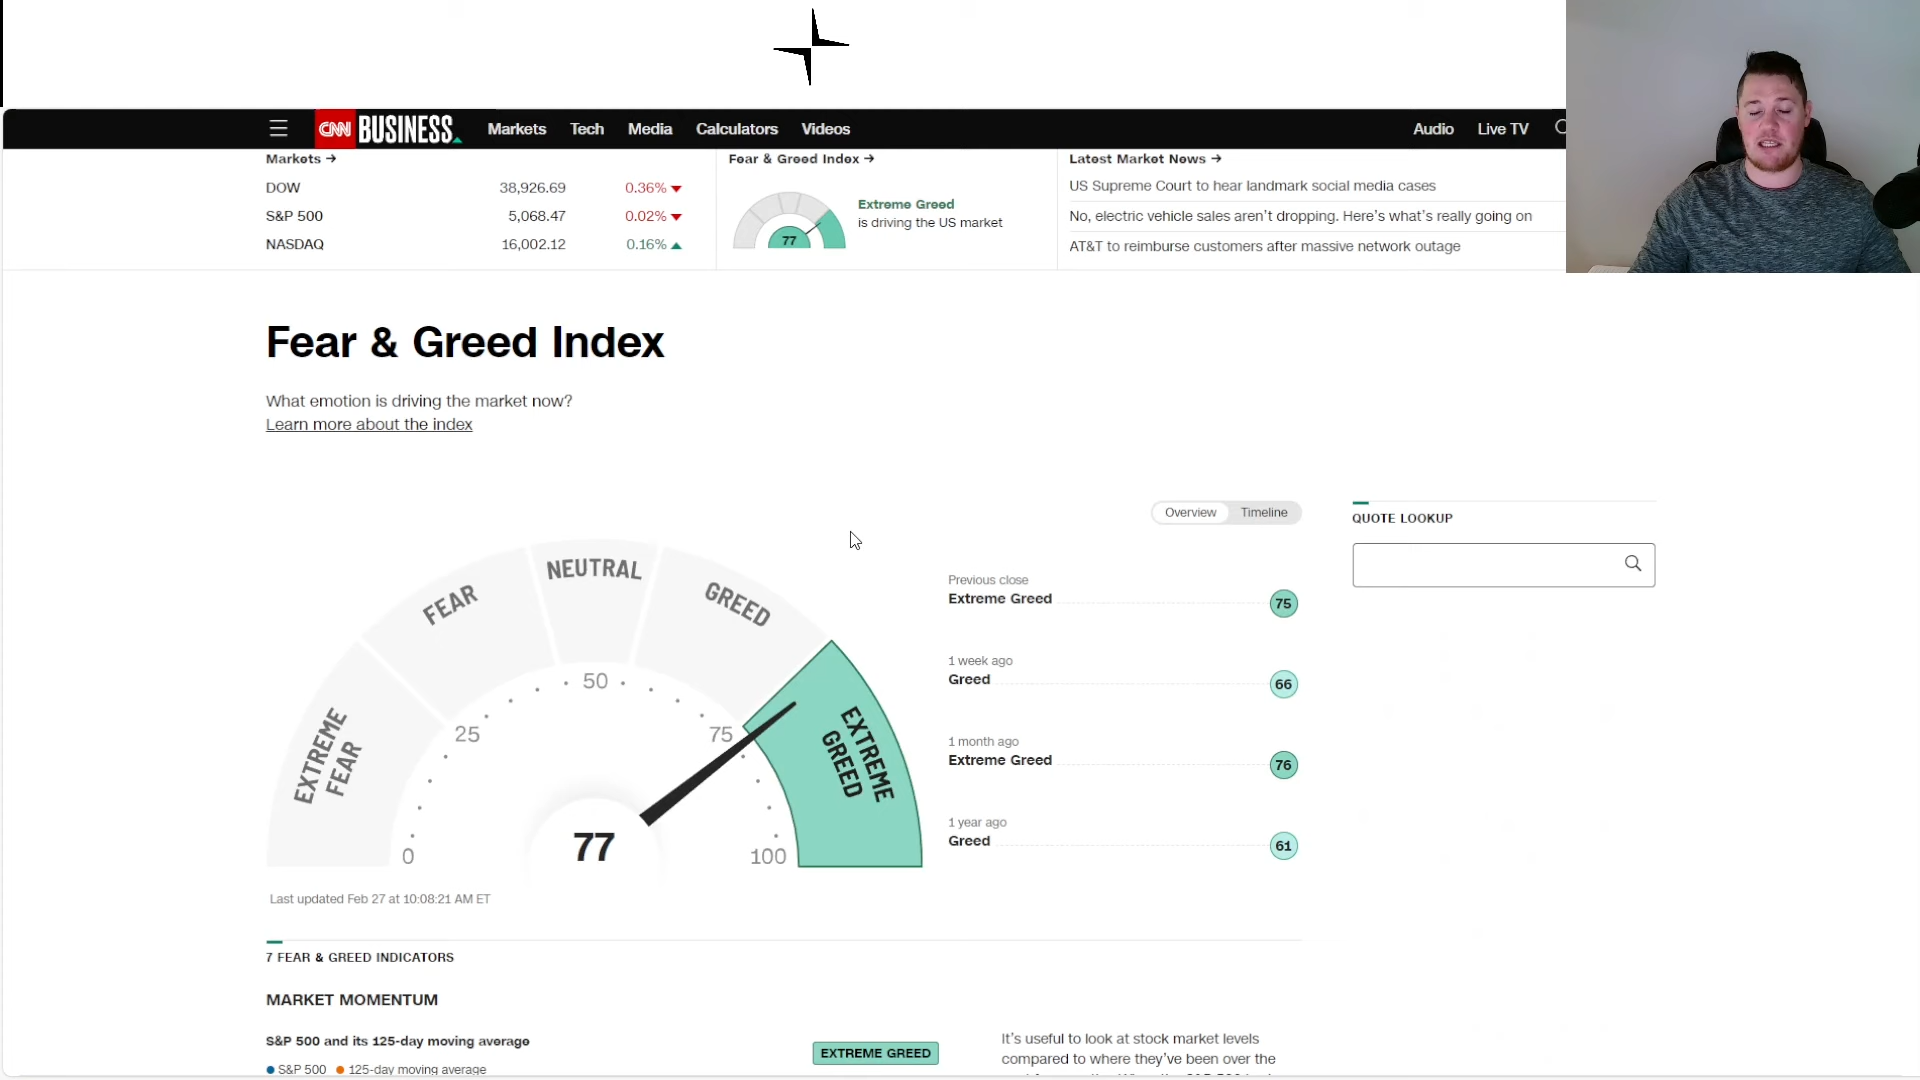 CNN BUSINESS
Markets Tech Media Calculators Videos
Audio Live TV
Markets →
DOW 38,926.69 0.36%
S&P 500 5,068.47 0.02%
NASDAQ 16,002.12 0.16%
Fear & Greed Index →
77
Extreme Greed
is driving the US market
Latest Market News →
US Supreme Court to hear landmark social media cases
No, electric vehicle sales aren't dropping. Here's what's really going on
AT&T to reimburse customers after massive network outage
Fear & Greed Index
What emotion is driving the market now?
Learn more about the index
Overview Timeline
EXTREME
FEAR
FEAR
NEUTRAL
GREED
EXTREME
GREED
0
25
50
75
100
77
Last updated Feb 27 at 10:08:21 AM ET
Previous close
Extreme Greed 75
1 week ago
Greed 66
1 month ago
Extreme Greed 76
1 year ago
Greed 61
QUOTE LOOKUP
7 FEAR & GREED INDICATORS
MARKET MOMENTUM
S&P 500 and its 125-day moving average
S&P 500 125-day moving average
EXTREME GREED
It's useful to look at stock market levels
compared to where they've been over the